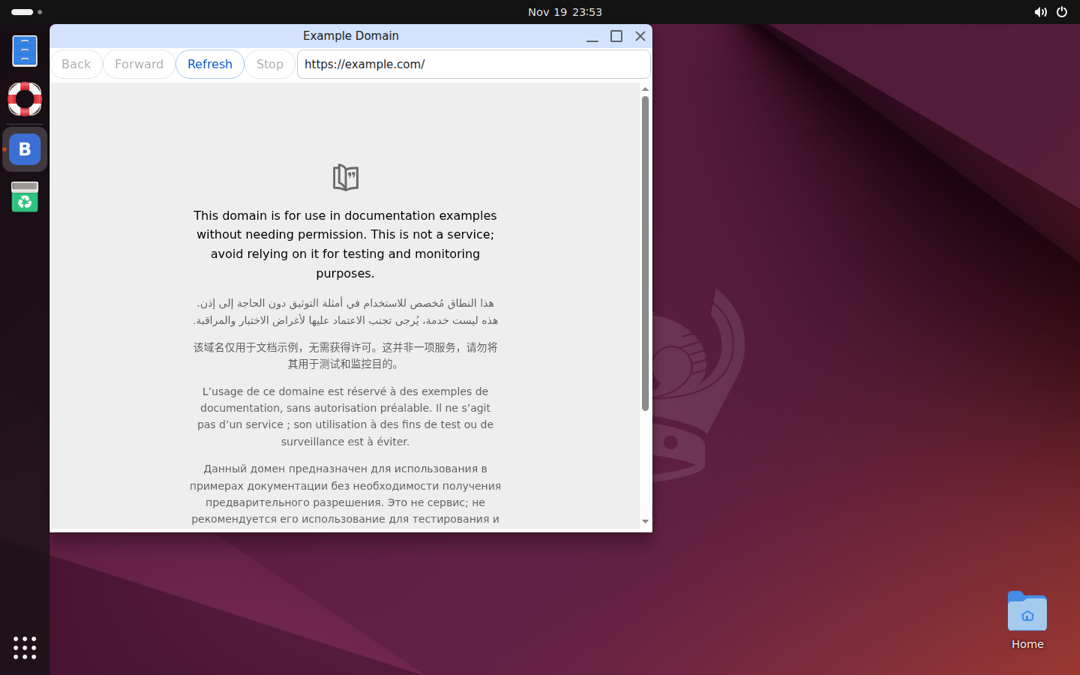 Nov 19 23:53
Example Domain
Back Forward Refresh Stop https://example.com/
B
This domain is for use in documentation examples
without needing permission. This is not a service;
avoid relying on it for testing and monitoring
purposes.
هذا النطاق مُخصص للاستخدام في أمثلة التوثيق دون الحاجة إلى إذن.
هذه ليست خدمة، يُرجى تجنب الاعتماد عليها لأغراض الاختبار والمراقبة.
该域名仅用于文档示例，无需获得许可。这并非一项服务，请勿将
其用于测试和监控目的。
L’usage de ce domaine est réservé à des exemples de
documentation, sans autorisation préalable. Il ne s’agit
pas d’un service ; son utilisation à des fins de test ou de
surveillance est à éviter.
Данный домен предназначен для использования в
примерах документации без необходимости получения
предварительного разрешения. Это не сервис; не
рекомендуется его использование для тестирования и
Home